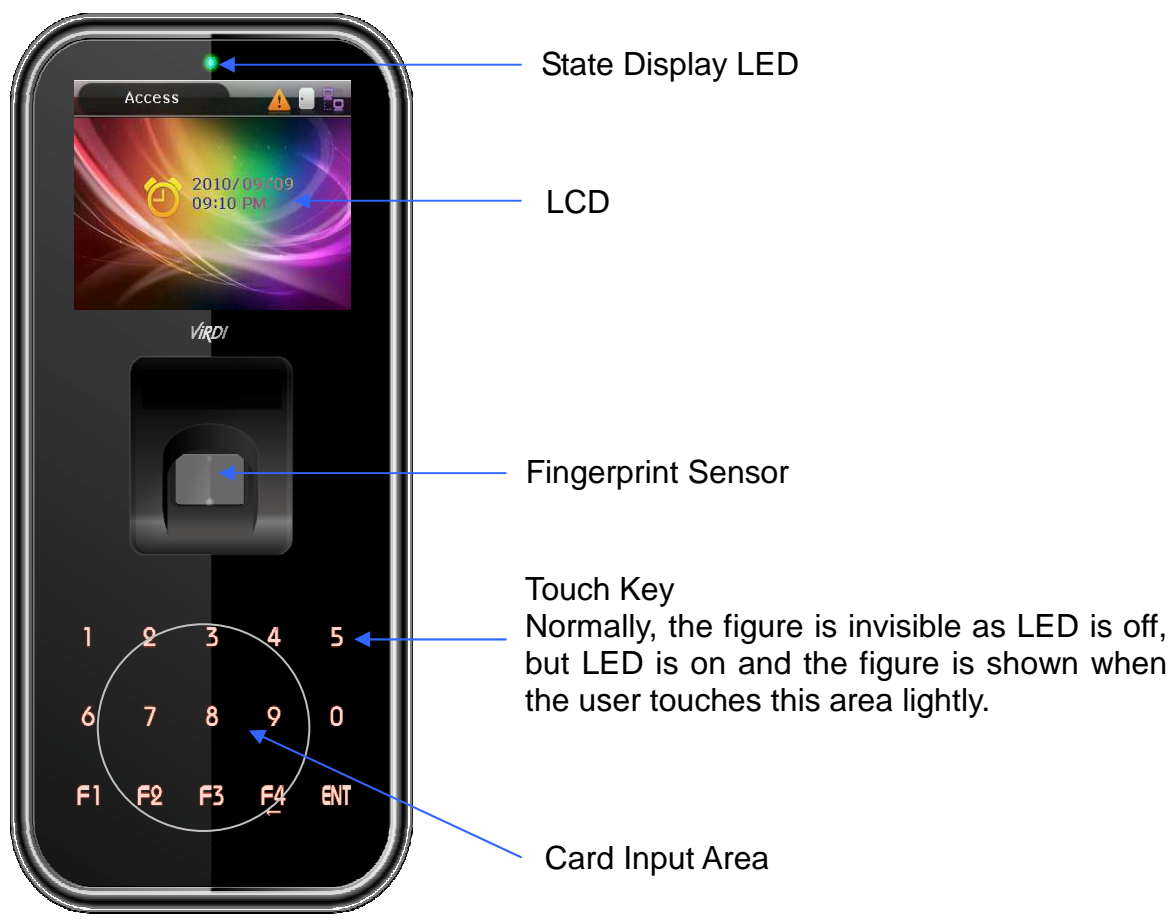 State Display LED
Access
2010/09/09
09:10 PM
LCD
ViRDI
Fingerprint Sensor
Touch Key
Normally, the figure is invisible as LED is off,
but LED is on and the figure is shown when
the user touches this area lightly.
1 2 3 4 5
6 7 8 9 0
F1 F2 F3 F4 ENT
←
Card Input Area